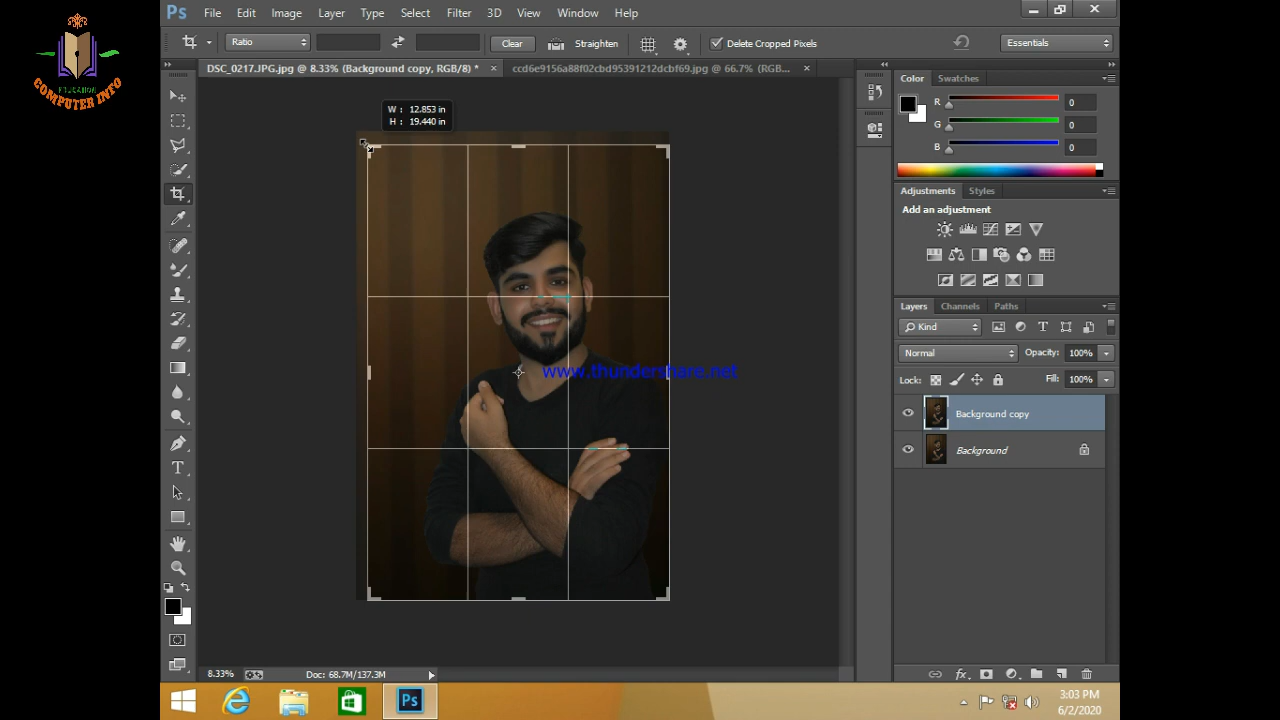 EDUCATION
COMPUTER INFO
Ps File Edit Image Layer Type Select Filter 3D View Window Help
Ratio Clear Straighten Delete Cropped Pixels Essentials
DSC_0217.JPG.jpg @ 8.33% (Background copy, RGB/8) * × ccd6e9156a88f02cbd95391212dcbf69.jpg @ 66.7% (RGB... ×
Color Swatches
R 0
G 0
B 0
W : 12.853 in
H : 19.440 in
Adjustments Styles
Add an adjustment
Layers Channels Paths
Kind
Normal Opacity: 100%
Lock: Fill: 100%
Background copy
Background
www.thundershare.net
8.33% Doc: 68.7M/137.3M
fx
Ps
3:03 PM
6/2/2020